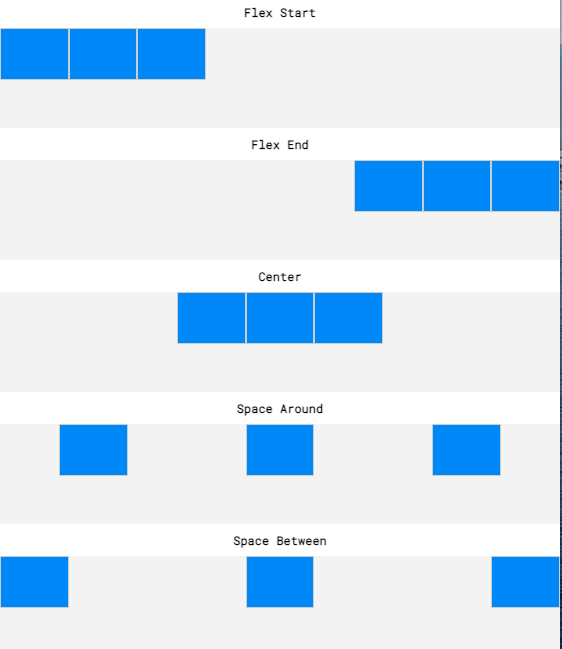 Flex Start
Flex End
Center
Space Around
Space Between